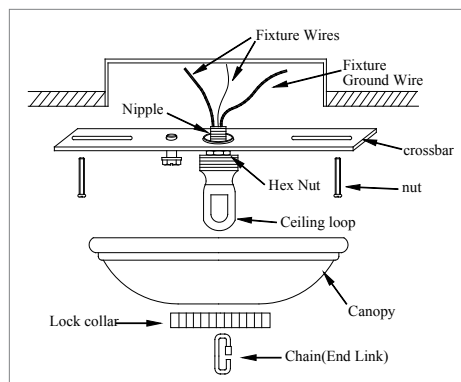 Fixture Wires
Fixture
Ground Wire
Nipple
crossbar
Hex Nut
nut
Ceiling loop
Canopy
Lock collar
Chain(End Link)